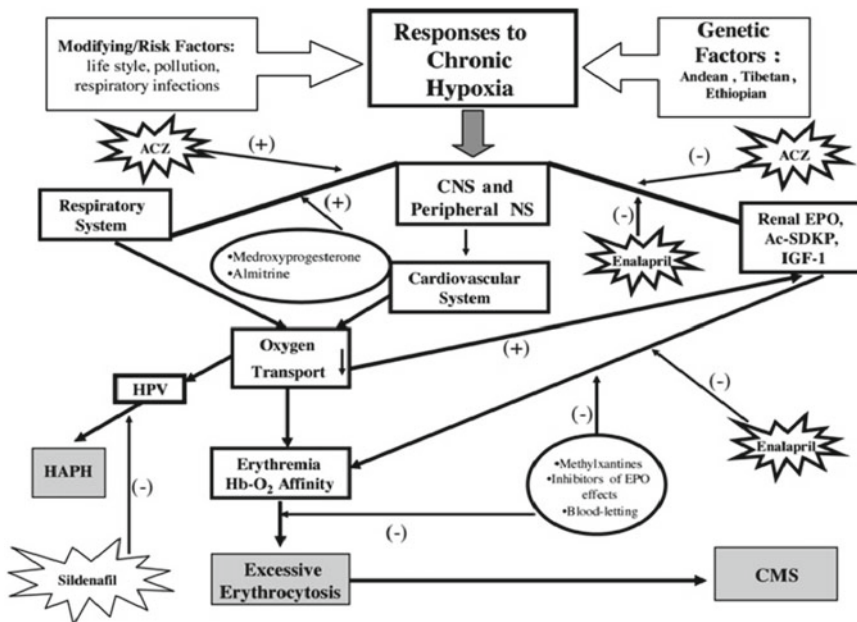 Modifying/Risk Factors:
life style, pollution,
respiratory infections
Responses to
Chronic
Hypoxia
Genetic
Factors :
Andean , Tibetan ,
Ethiopian
ACZ
(+)
(-)
ACZ
Respiratory
System
CNS and
Peripheral NS
(+)
(-)
Renal EPO,
Ac-SDKP,
IGF-1
•Medroxyprogesterone
•Almitrine
Enalapril
Cardiovascular
System
Oxygen
Transport
(+)
HPV
(-)
(-)
HAPH
Erythremia
Hb-O₂ Affinity
Enalapril
•Methylxantines
•Inhibitors of EPO
effects
•Blood-letting
(-)
(-)
Sildenafil
Excessive
Erythrocytosis
CMS